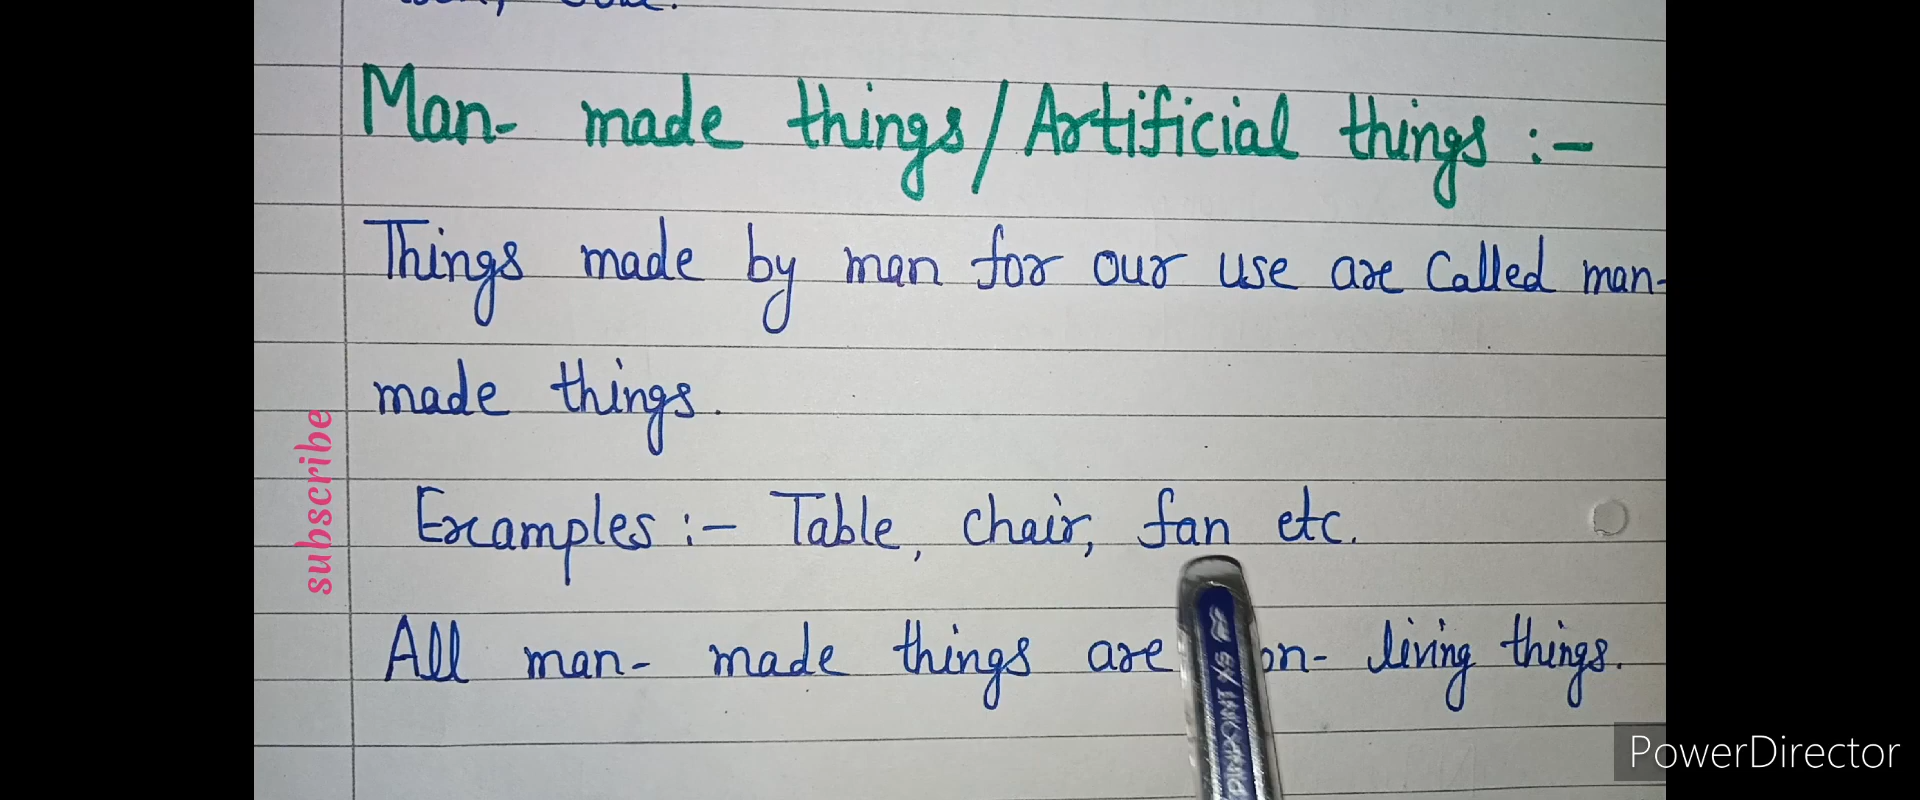 Man- made things/Artificial things :-
Things made by man for our use are Called man-
made things.
Examples :- Table, chair, fan etc.
All man- made things are on- living things.
subscribe
PowerDirector